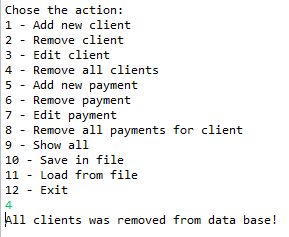 Chose the action:
1 - Add new client
2 - Remove client
3 - Edit client
4 - Remove all clients
5 - Add new payment
6 - Remove payment
7 - Edit payment
8 - Remove all payments for client
9 - Show all
10 - Save in file
11 - Load from file
12 - Exit
4
All clients was removed from data base!